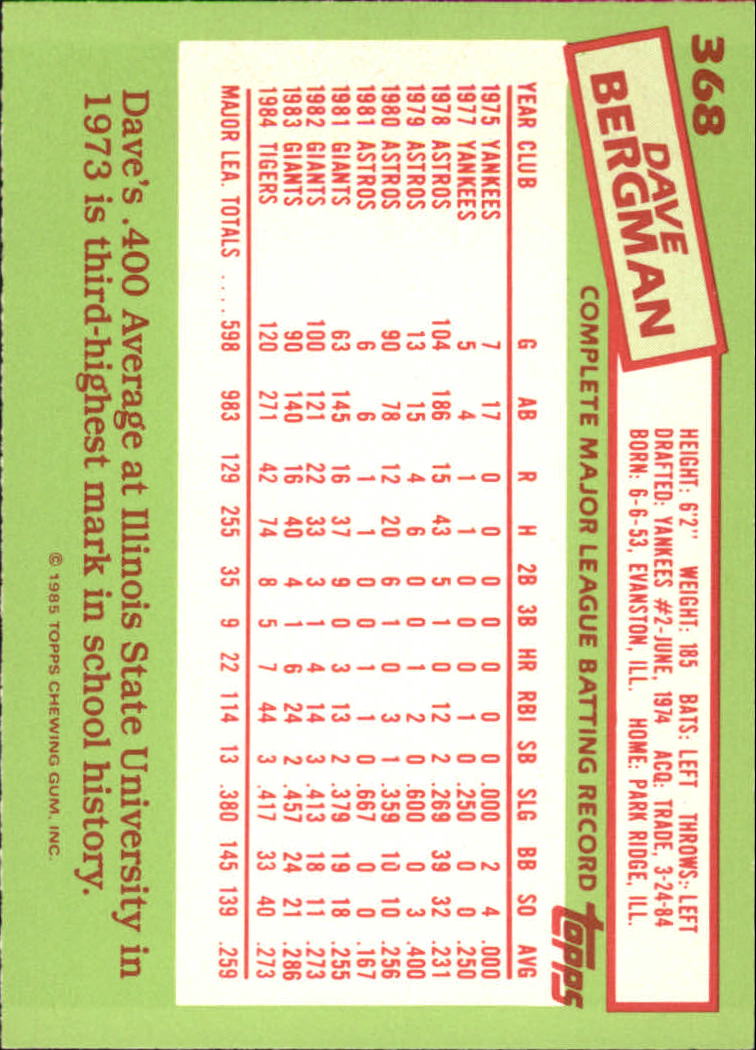 368
DAVE
BERGMAN
HEIGHT: 6'2" WEIGHT: 185 BATS: LEFT THROWS: LEFT
DRAFTED: YANKEES #2-JUNE, 1974 ACQ: TRADE, 3-24-84
BORN: 6-6-53, EVANSTON, ILL. HOME: PARK RIDGE, ILL.
COMPLETE MAJOR LEAGUE BATTING RECORD topps
YEAR CLUB G AB R H 2B 3B HR RBI SB SLG BB SO AVG
1975 YANKEES 7 17 0 0 0 0 0 0 0 .000 2 4 .000
1977 YANKEES 5 4 1 1 0 0 0 1 0 .250 0 0 .250
1978 ASTROS 104 186 15 43 5 1 0 12 2 .269 39 32 .231
1979 ASTROS 13 15 4 6 0 0 1 2 0 .600 0 3 .400
1980 ASTROS 90 78 12 20 6 1 0 3 1 .359 10 10 .256
1981 ASTROS 6 6 1 1 0 0 1 1 0 .667 0 0 .167
1981 GIANTS 63 145 16 37 9 0 3 13 2 .379 19 18 .255
1982 GIANTS 100 121 22 33 3 1 4 14 3 .413 18 11 .273
1983 GIANTS 90 140 16 40 4 1 6 24 2 .457 24 21 .286
1984 TIGERS 120 271 42 74 8 5 7 44 3 .417 33 40 .273
MAJOR LEA. TOTALS .... 598 983 129 255 35 9 22 114 13 .380 145 139 .259
Dave's .400 Average at Illinois State University in
1973 is third-highest mark in school history.
© 1985 TOPPS CHEWING GUM, INC.